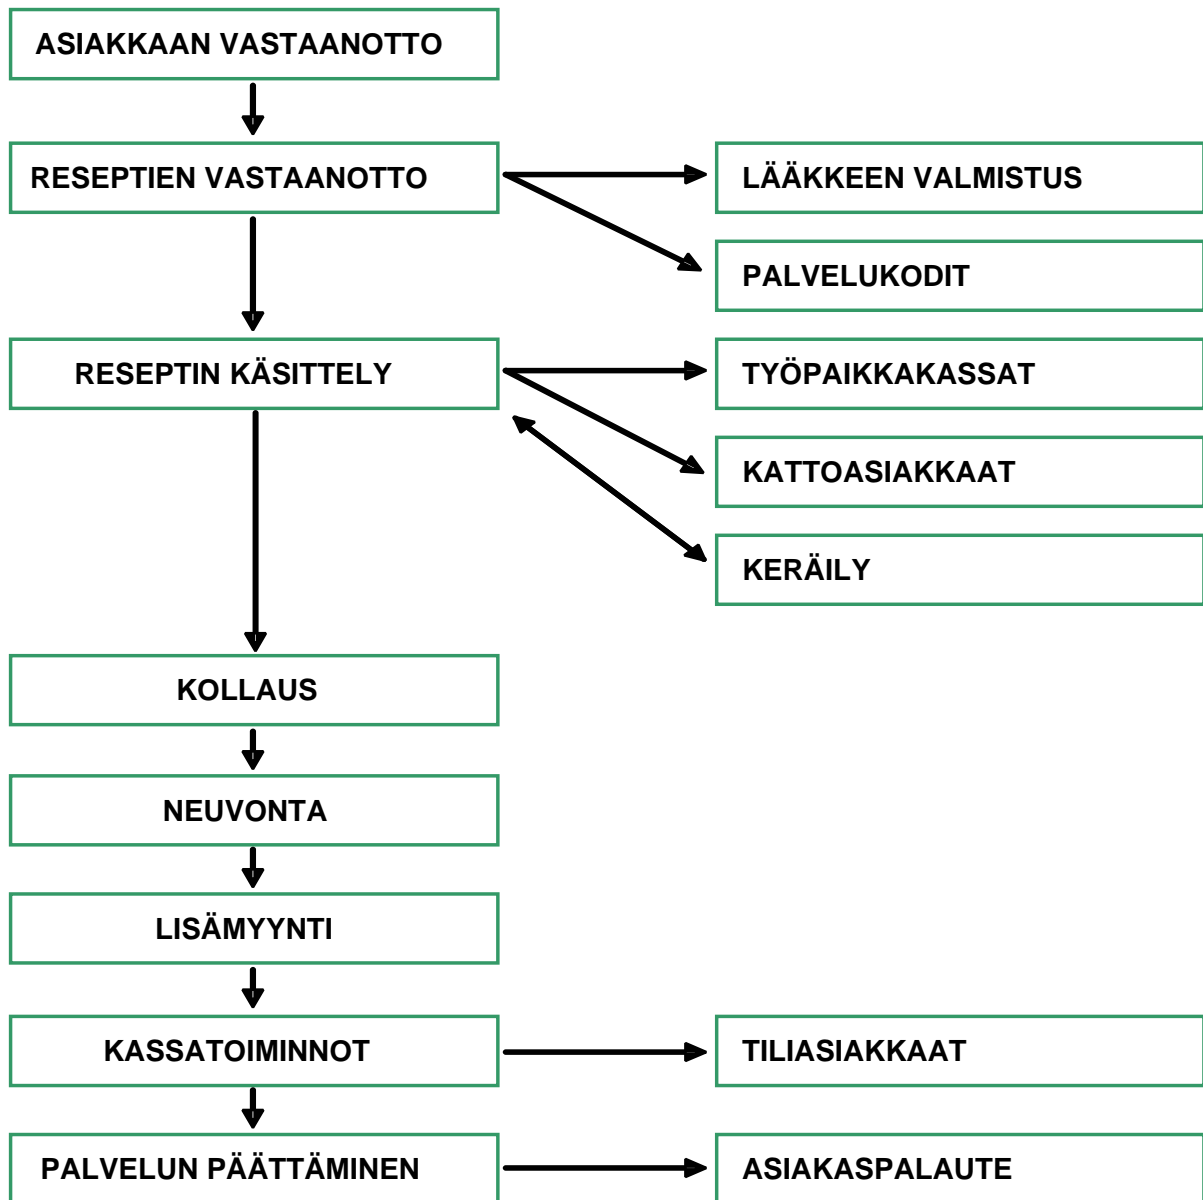 ASIAKKAAN VASTAANOTTO
RESEPTIEN VASTAANOTTO
LÄÄKKEEN VALMISTUS
PALVELUKODIT
RESEPTIN KÄSITTELY
TYÖPAIKKAKASSAT
KATTOASIAKKAAT
KERÄILY
KOLLAUS
NEUVONTA
LISÄMYYNTI
KASSATOIMINNOT
TILIASIAKKAAT
PALVELUN PÄÄTTÄMINEN
ASIAKASPALAUTE